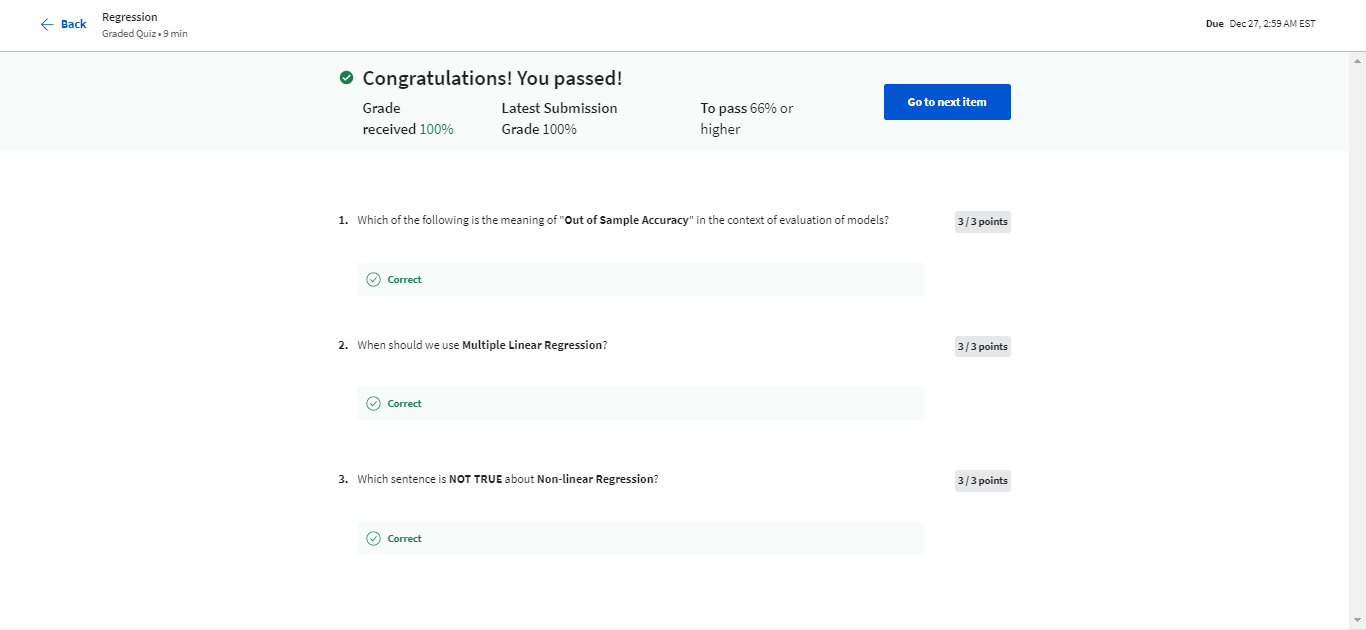 Back
Regression
Graded Quiz • 9 min
Due Dec 27, 2:59 AM EST
Congratulations! You passed!
Grade
received 100%
Latest Submission
Grade 100%
To pass 66% or
higher
Go to next item
1. Which of the following is the meaning of "Out of Sample Accuracy" in the context of evaluation of models?
3 / 3 points
Correct
2. When should we use Multiple Linear Regression?
3 / 3 points
Correct
3. Which sentence is NOT TRUE about Non-linear Regression?
3 / 3 points
Correct